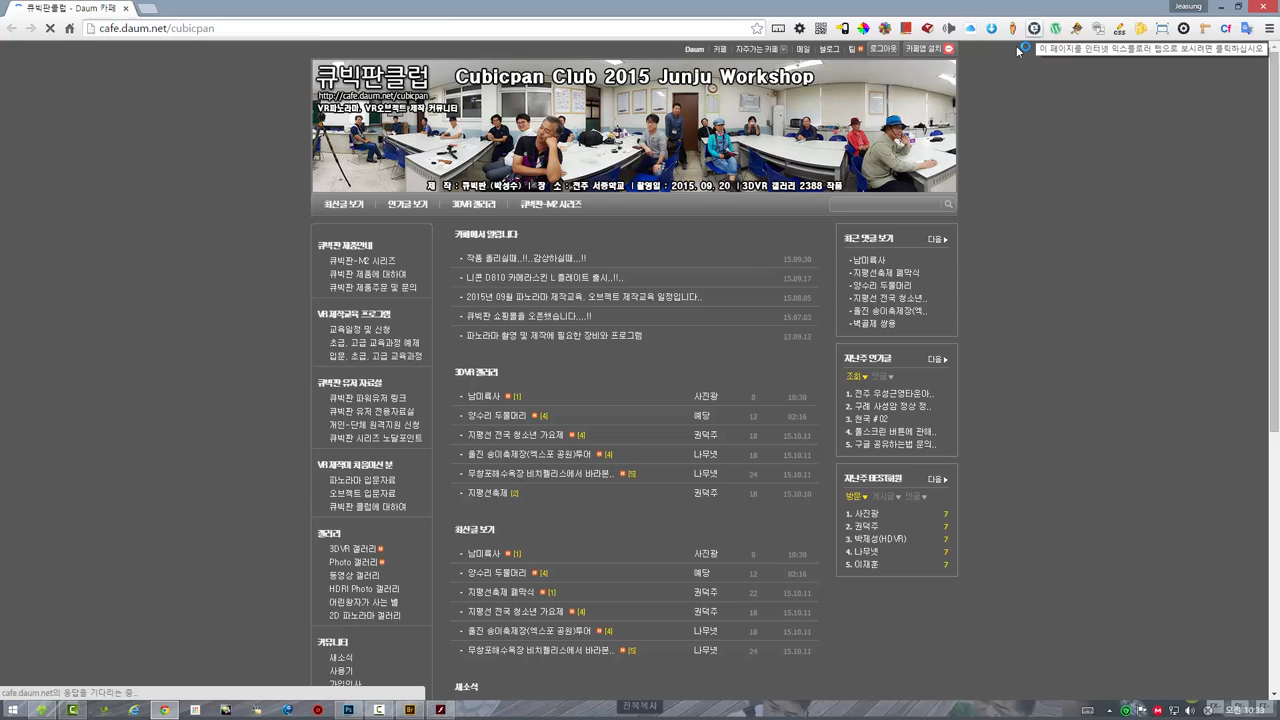 큐빅판클럽 - Daum 카페
Jeasung
cafe.daum.net/cubicpan
이 페이지를 인터넷 익스플로러 탭으로 보시려면 클릭하십시오
Daum 카페 자주가는 카페 메일 블로그 팁 로그아웃 카페앱 설치
큐빅판클럽
http://cafe.daum.net/cubicpan
VR파노라마, VR오브젝트 제작 커뮤니티
Cubicpan Club 2015 Junju Workshop
제 작 : 큐빅판 (박성수) | 장 소 : 전주 서중학교 | 촬영일 : 2015. 09. 20 | 3DVR 갤러리 2388 작품
최신글 보기 | 인기글 보기 | 3DVR 갤러리 | 큐빅판-M2 시리즈
큐빅판 제품안내
큐빅판-M2 시리즈
큐빅판 제품에 대하여
큐빅판 제품주문 및 문의
VR 제작교육 프로그램
교육일정 및 신청
초급, 고급 교육과정 예제
입문, 초급, 고급 교육과정
큐빅판 유저 자료실
큐빅판 파워유저 링크
큐빅판 유저 전용자료실
개인-단체 원격지원 신청
큐빅판 시리즈 노달포인트
VR 제작이 처음이신 분
파노라마 입문자료
오브젝트 입문자료
큐빅판 클럽에 대하여
갤러리
3DVR 갤러리
Photo 갤러리
동영상 갤러리
HDRI Photo 갤러리
어린왕자가 사는 별
2D 파노라마 갤러리
커뮤니티
새소식
사용기
가입인사
카페에서 알립니다
작품 올리실때..!!..감상하실때...!! 15.09.30
니콘 D810 카메라스킨 L 플레이트 출시..!!.. 15.09.17
2015년 09월 파노라마 제작교육, 오브젝트 제작교육 일정입니다.. 15.08.05
큐빅판 쇼핑몰을 오픈했습니다....!! 15.07.03
파노라마 촬영 및 제작에 필요한 장비와 프로그램 13.09.12
3DVR 갤러리
남미륵사 [1] 사진광 0 10:30
양수리 두물머리 [4] 예당 12 02:16
지평선 전국 청소년 가요제 [4] 권덕주 18 15.10.11
울진 송이축제장(엑스포 공원)투어 [4] 나무넷 18 15.10.11
무창포해수욕장 비치펠리스에서 바라본.. [5] 나무넷 24 15.10.11
지평선축제 [2] 권덕주 18 15.10.10
최신글 보기
남미륵사 [1] 사진광 0 10:30
양수리 두물머리 [4] 예당 12 02:16
지평선축제 폐막식 [1] 권덕주 22 15.10.11
지평선 전국 청소년 가요제 [4] 권덕주 18 15.10.11
울진 송이축제장(엑스포 공원)투어 [4] 나무넷 18 15.10.11
무창포해수욕장 비치펠리스에서 바라본.. [5] 나무넷 24 15.10.11
새소식
최근 댓글 보기 다음
남미륵사
지평선축제 폐막식
양수리 두물머리
지평선 전국 청소년..
울진 송이축제장(엑..
벽골제 쌍용
지난주 인기글 다음
조회 댓글
1. 전주 우성근영타운아..
2. 구례 사성암 정상 정..
3. 천국 #02
4. 풀스크린 버튼에 관해..
5. 구글 공유하는법 문의..
지난주 BEST회원 다음
방문 게시글 댓글
1. 사진광 7
2. 권덕주 7
3. 박제성(HDVR) 7
4. 나무넷 7
5. 이재훈 7
cafe.daum.net의 응답을 기다리는 중...
오전 10:33